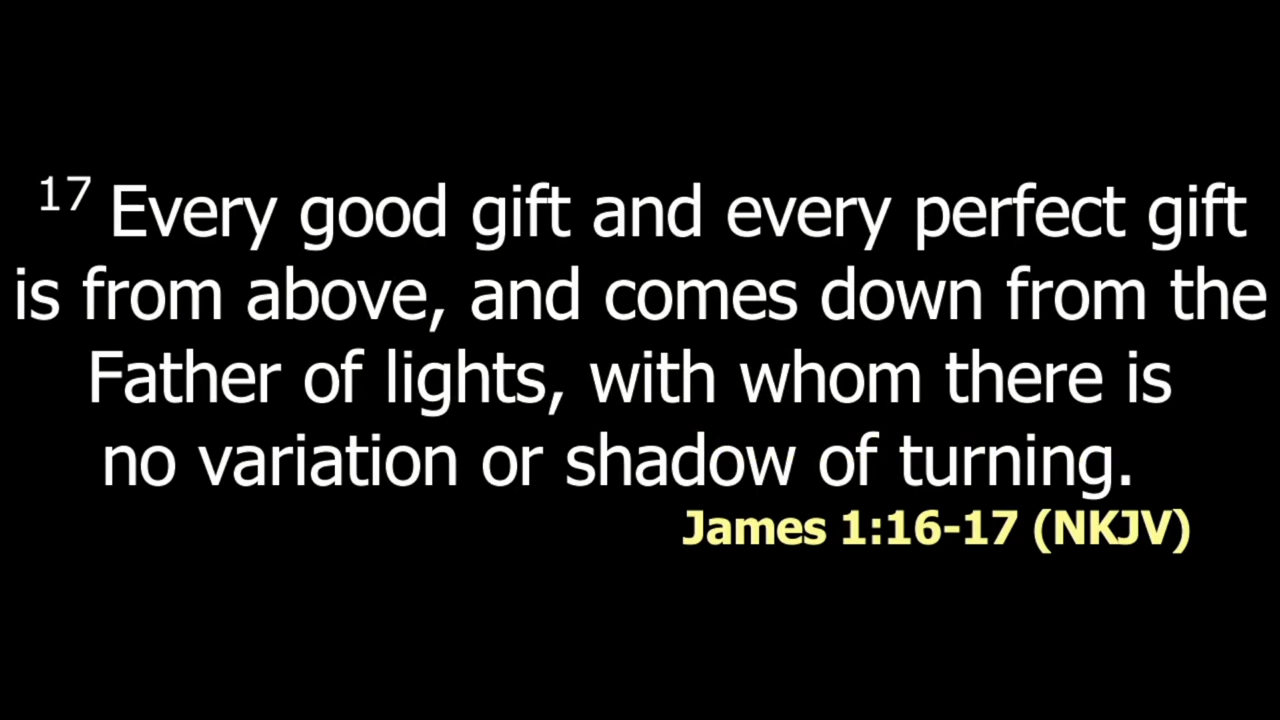 17 Every good gift and every perfect gift
is from above, and comes down from the
Father of lights, with whom there is
no variation or shadow of turning.
James 1:16-17 (NKJV)